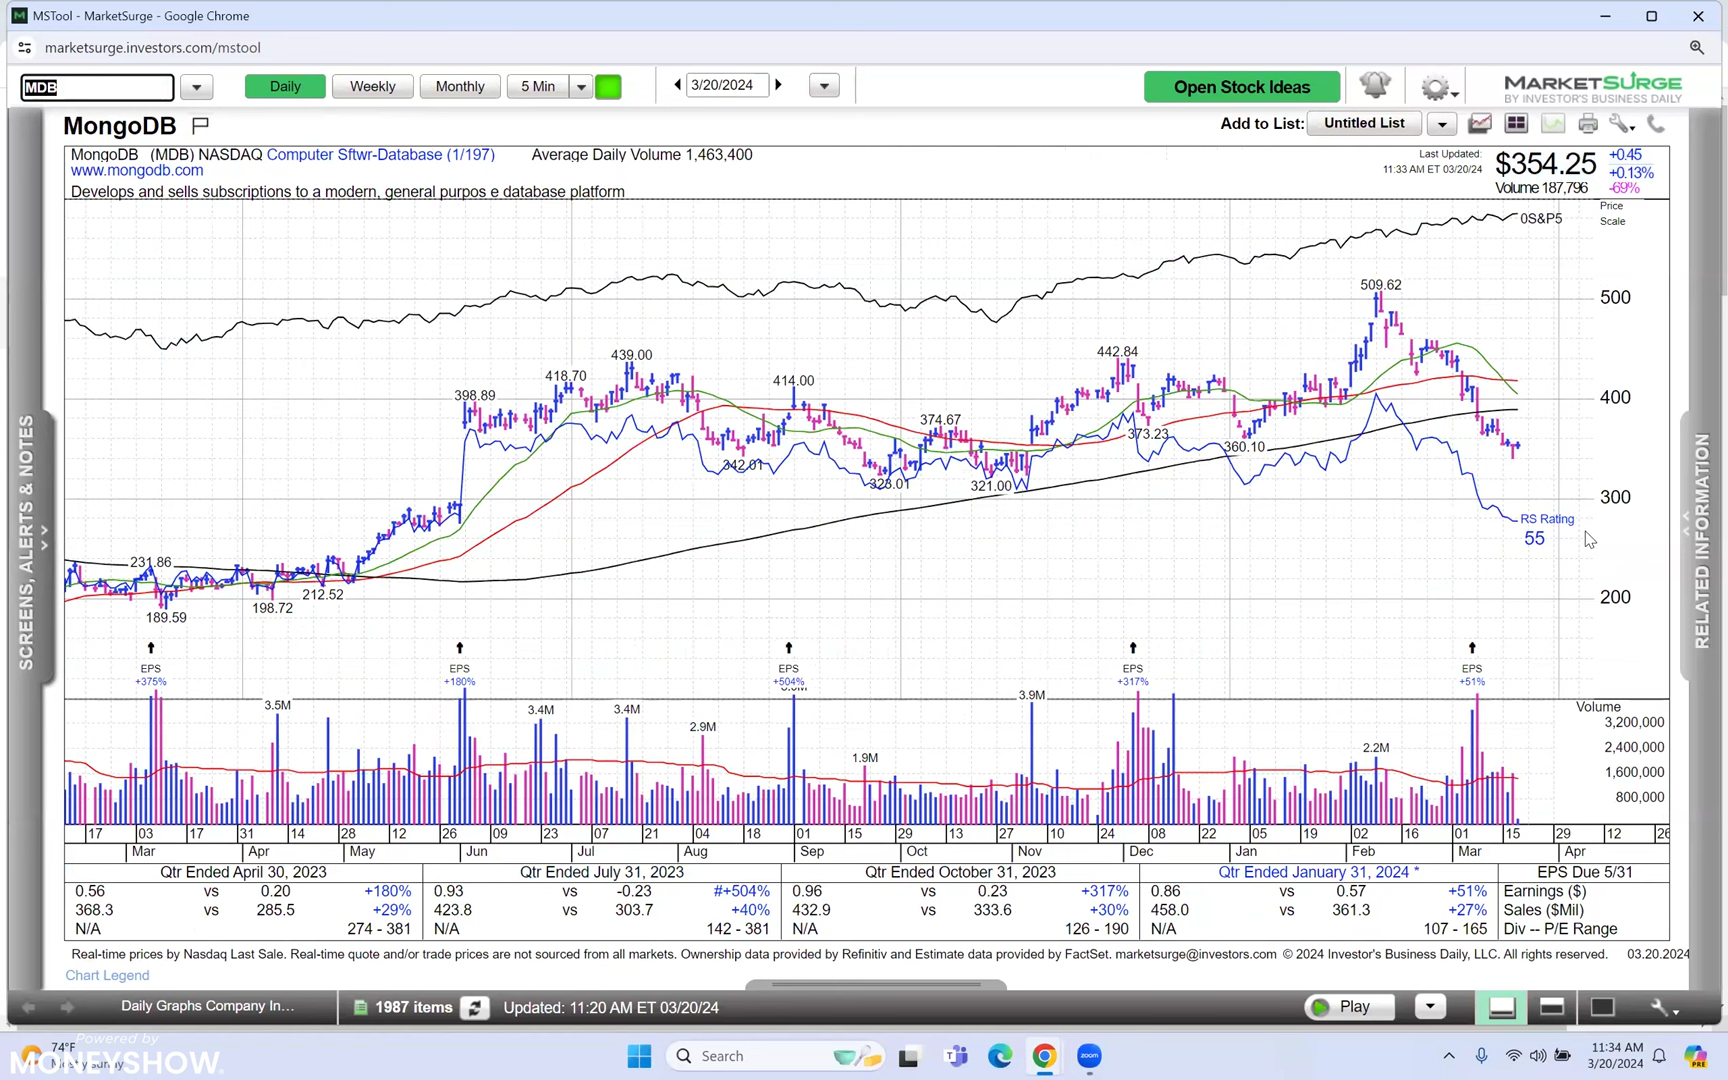 MSTool - MarketSurge - Google Chrome
marketsurge.investors.com/mstool
MDB Daily Weekly Monthly 5 Min 3/20/2024 Open Stock Ideas MARKETSURGE
BY INVESTOR'S BUSINESS DAILY
MongoDB Add to List: Untitled List
MongoDB (MDB) NASDAQ Computer Sftwr-Database (1/197) Average Daily Volume 1,463,400
www.mongodb.com
Develops and sells subscriptions to a modern, general purpos e database platform
Last Updated:
11:33 AM ET 03/20/24
$354.25 +0.45
+0.13%
Volume 187,796 -69%
Price
Scale
0S&P5
509.62
500
439.00
442.84
418.70
414.00
398.89
400
374.67
373.23
360.10
342.01
323.01
321.00
300
RS Rating
55
231.86
212.52
200
198.72
189.59
EPS EPS EPS EPS EPS
+375% +180% +504% +317% +51%
Volume
3.5M 3.4M 3.4M 2.9M 1.9M 3.9M 2.2M
3,200,000
2,400,000
1,600,000
800,000
17 03 17 31 14 28 12 26 09 23 07 21 04 18 01 15 29 13 27 10 24 08 22 05 19 02 16 01 15 29 12 26
Mar Apr May Jun Jul Aug Sep Oct Nov Dec Jan Feb Mar Apr
Qtr Ended April 30, 2023 Qtr Ended July 31, 2023 Qtr Ended October 31, 2023 Qtr Ended January 31, 2024 * EPS Due 5/31
0.56 vs 0.20 +180% 0.93 vs -0.23 #+504% 0.96 vs 0.23 +317% 0.86 vs 0.57 +51% Earnings ($)
368.3 vs 285.5 +29% 423.8 vs 303.7 +40% 432.9 vs 333.6 +30% 458.0 vs 361.3 +27% Sales ($Mil)
N/A 274 - 381 N/A 142 - 381 N/A 126 - 190 N/A 107 - 165 Div -- P/E Range
Real-time prices by Nasdaq Last Sale. Real-time quote and/or trade prices are not sourced from all markets. Ownership data provided by Refinitiv and Estimate data provided by FactSet. marketsurge@investors.com © 2024 Investor's Business Daily, LLC. All rights reserved. 03.20.2024
Chart Legend
SCREENS, ALERTS & NOTES
RELATED INFORMATION
Daily Graphs Company In... 1987 items Updated: 11:20 AM ET 03/20/24 Play
Powered by
MONEYSHOW
74°F
Mostly sunny
Search
zoom
PRE
11:34 AM
3/20/2024